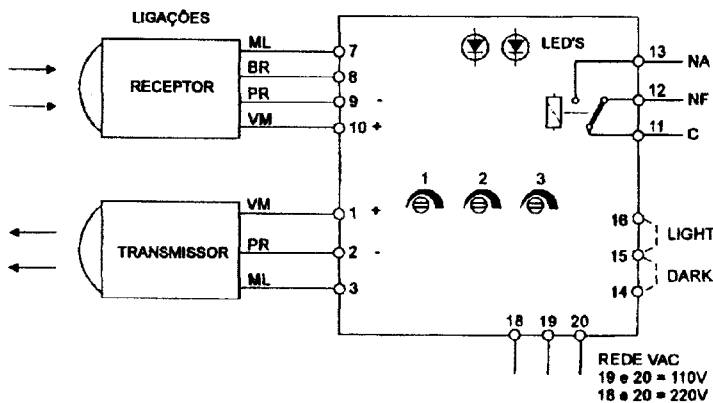 LIGAÇÕES
RECEPTOR
ML 7
BR 8
PR 9 -
VM 10 +
LED'S
13 NA
12 NF
11 C
1 2 3
TRANSMISSOR
VM 1 +
PR 2 -
ML 3
16
LIGHT
15
DARK
14
18 19 20
REDE VAC
19 e 20 = 110V
18 e 20 = 220V